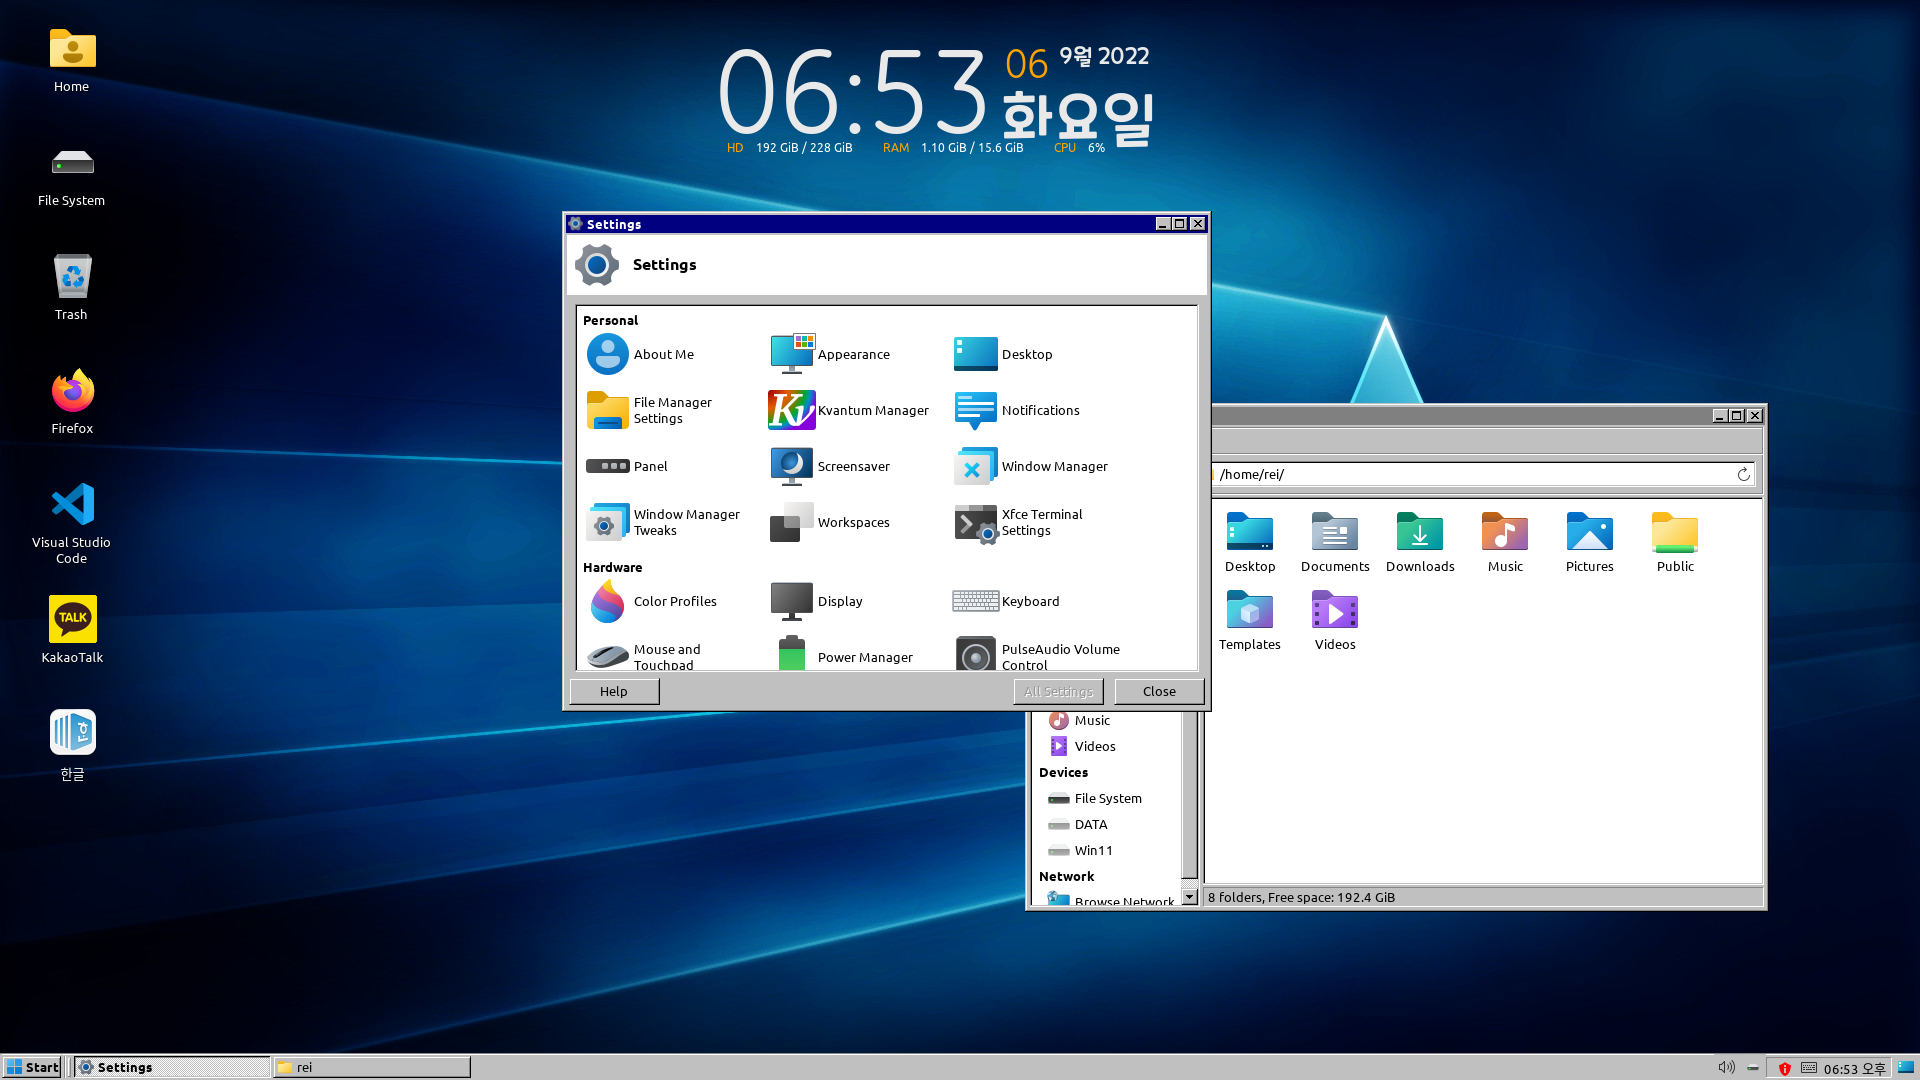 Home
File System
Trash
Firefox
Visual Studio
Code
TALK
KakaoTalk
한글
06:53
06
9월 2022
화요일
HD 192 GiB / 228 GiB RAM 1.10 GiB / 15.6 GiB CPU 6%
Settings
Settings
Personal
About Me
Appearance
Desktop
File Manager
Settings
Kv
Kvantum Manager
Notifications
Panel
Screensaver
Window Manager
Window Manager
Tweaks
Workspaces
Xfce Terminal
Settings
Hardware
Color Profiles
Display
Keyboard
Mouse and
Touchpad
Power Manager
PulseAudio Volume
Control
Help
All Settings
Close
/home/rei/
Desktop
Documents
Downloads
Music
Pictures
Public
Templates
Videos
Music
Videos
Devices
File System
DATA
Win11
Network
Browse Network
8 folders, Free space: 192.4 GiB
Start
Settings
rei
06:53 오후